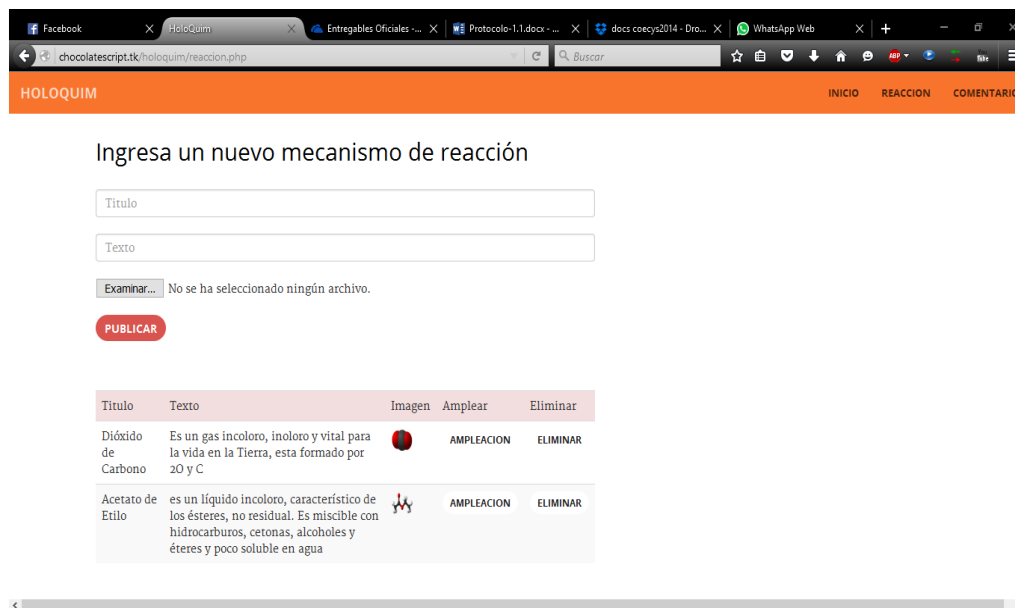 Facebook
HoloQuim
Entregables Oficiales -...
Protocolo-1.1.docx - ...
docs coecys2014 - Dro...
WhatsApp Web
chocolatescript.tk/holoquim/reaccion.php
Buscar
ABP
HOLOQUIM
INICIO
REACCION
COMENTARIO
Ingresa un nuevo mecanismo de reacción
Titulo
Texto
Examinar... No se ha seleccionado ningún archivo.
PUBLICAR
Titulo Texto Imagen Amplear Eliminar
Dióxido
de
Carbono
Es un gas incoloro, inoloro y vital para
la vida en la Tierra, esta formado por
2O y C
AMPLEACION
ELIMINAR
Acetato de
Etilo
es un líquido incoloro, característico de
los ésteres, no residual. Es miscible con
hidrocarburos, cetonas, alcoholes y
éteres y poco soluble en agua
AMPLEACION
ELIMINAR